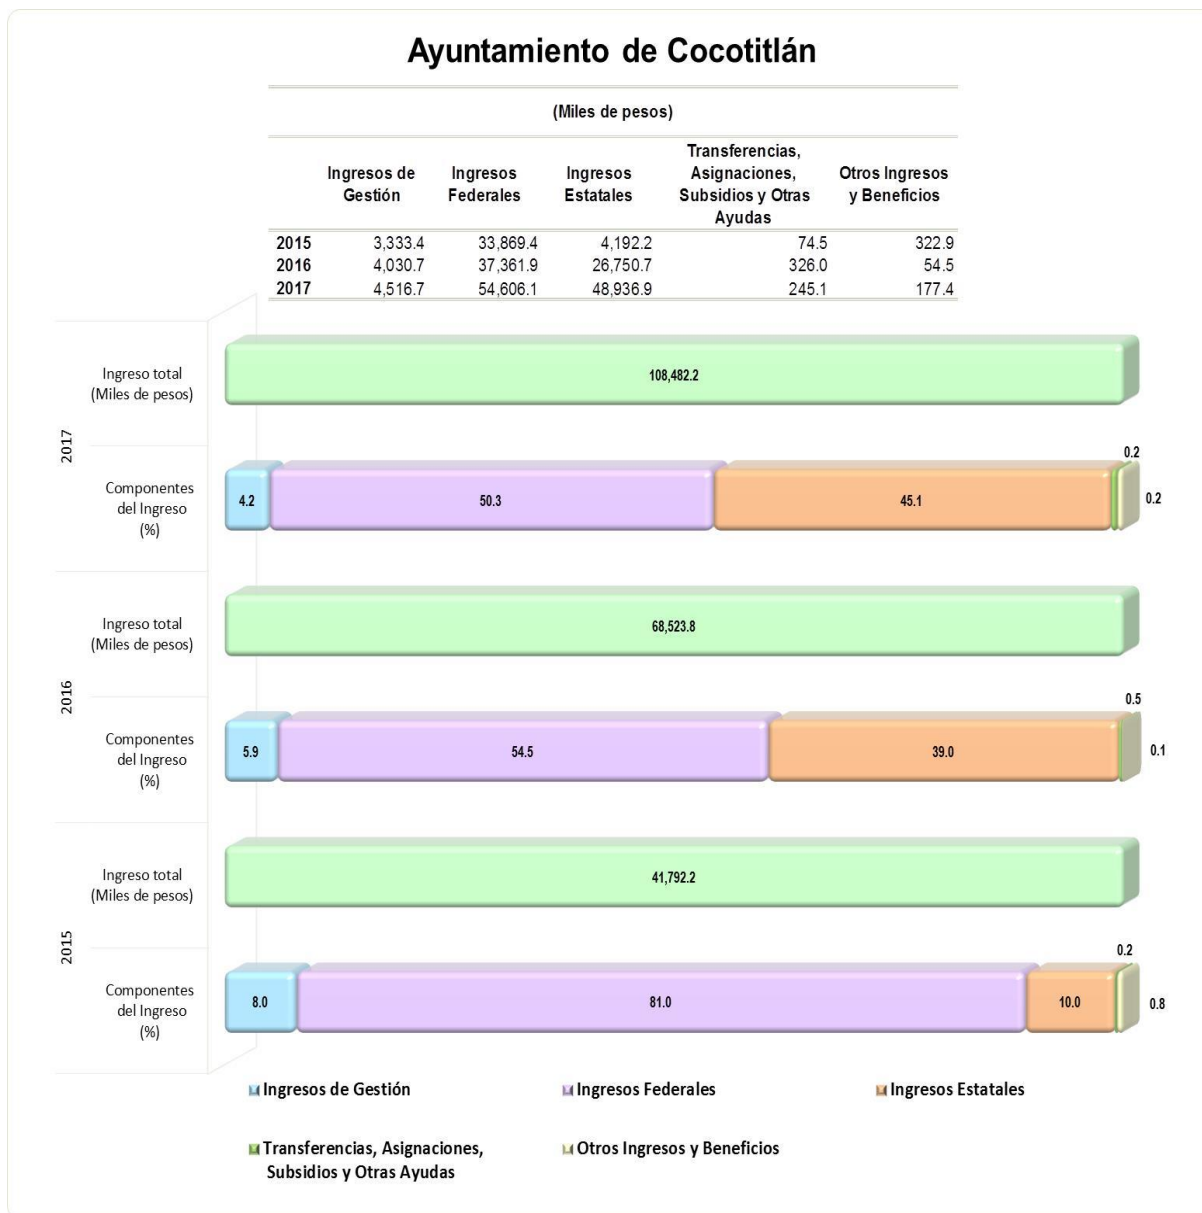 Ayuntamiento de Cocotitlán
(Miles de pesos)
Ingresos de Gestión
Ingresos Federales
Ingresos Estatales
Transferencias, Asignaciones, Subsidios y Otras Ayudas
Otros Ingresos y Beneficios
2015 3,333.4 33,869.4 4,192.2 74.5 322.9
2016 4,030.7 37,361.9 26,750.7 326.0 54.5
2017 4,516.7 54,606.1 48,936.9 245.1 177.4
2017
Ingreso total
(Miles de pesos)
108,482.2
Componentes
del Ingreso
(%)
4.2 50.3 45.1 0.2 0.2
2016
Ingreso total
(Miles de pesos)
68,523.8
Componentes
del Ingreso
(%)
5.9 54.5 39.0 0.5 0.1
2015
Ingreso total
(Miles de pesos)
41,792.2
Componentes
del Ingreso
(%)
8.0 81.0 10.0 0.2 0.8
Ingresos de Gestión
Ingresos Federales
Ingresos Estatales
Transferencias, Asignaciones,
Subsidios y Otras Ayudas
Otros Ingresos y Beneficios